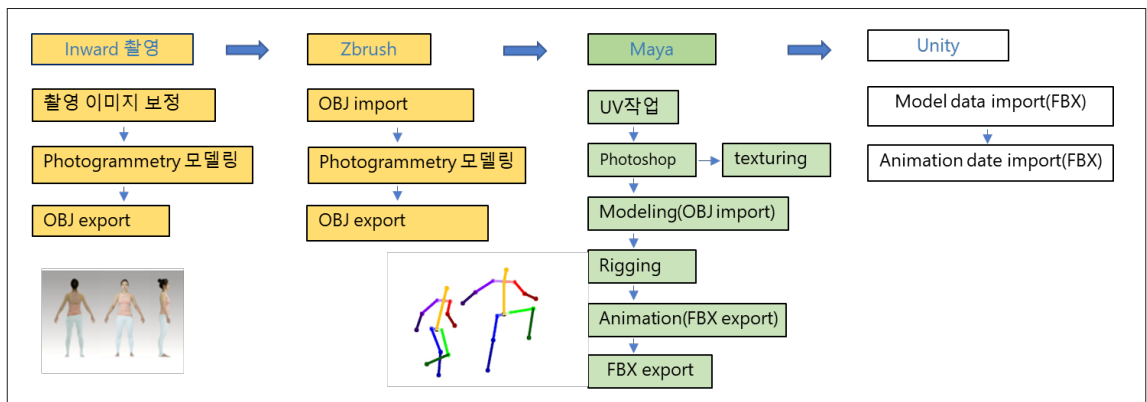 Inward 촬영
촬영 이미지 보정
Photogrammetry 모델링
OBJ export
Zbrush
OBJ import
Photogrammetry 모델링
OBJ export
Maya
UV작업
Photoshop
texturing
Modeling(OBJ import)
Rigging
Animation(FBX export)
FBX export
Unity
Model data import(FBX)
Animation date import(FBX)